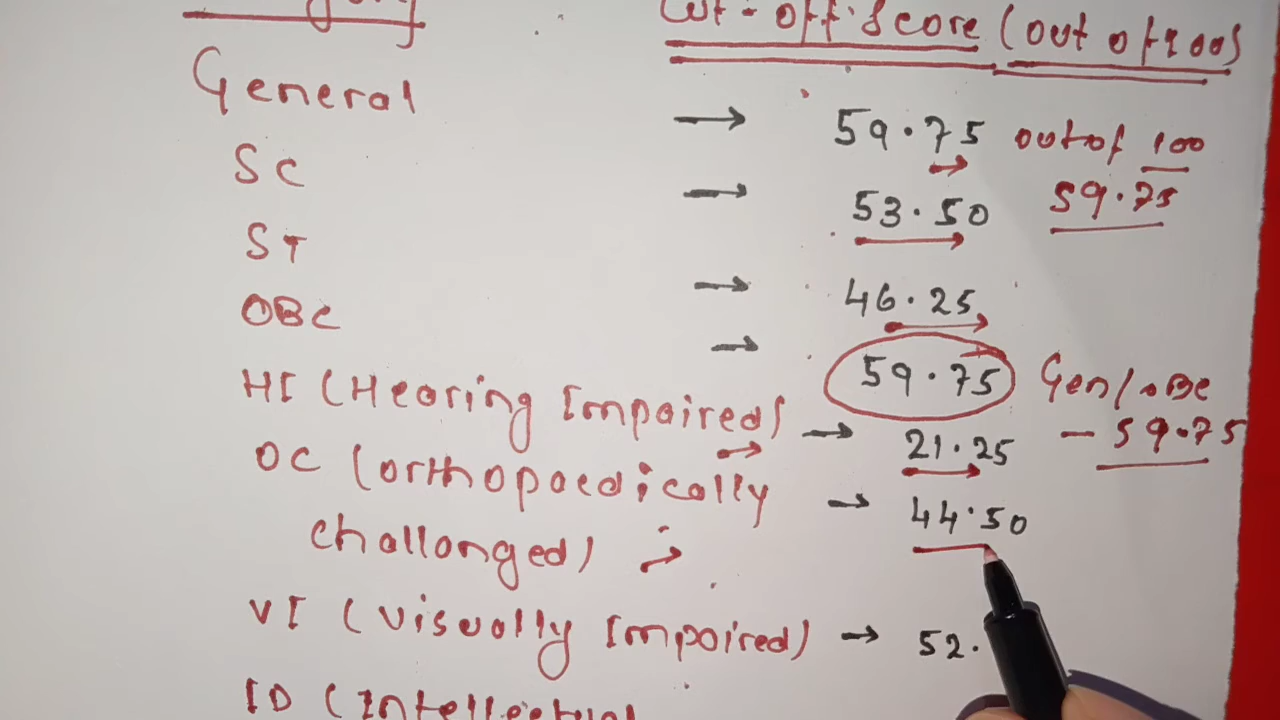 Cut-off Score (out of 100)
General → 59.75 out of 100
SC → 53.50 59.75
ST → 46.25
OBC → 59.75 Gen/OBC
HI (Hearing Impaired) → 21.25 - 59.75
OC (orthopaedically → 44.50
challonged)
VI (Visually Impaired) → 52.
ID (Intellectual